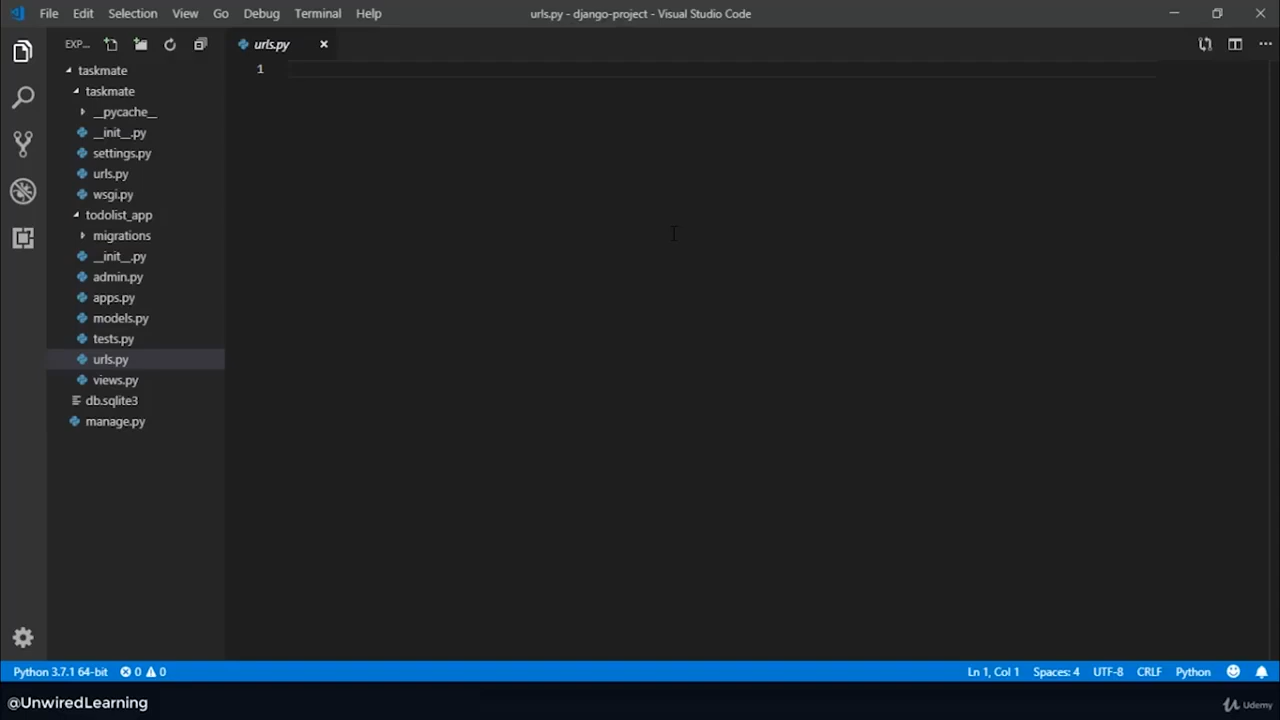 File Edit Selection View Go Debug Terminal Help
urls.py - django-project - Visual Studio Code
EXP...
urls.py
1
taskmate
taskmate
__pycache__
__init__.py
settings.py
urls.py
wsgi.py
todolist_app
migrations
__init__.py
admin.py
apps.py
models.py
tests.py
urls.py
views.py
db.sqlite3
manage.py
Python 3.7.1 64-bit 0 0
Ln 1, Col 1 Spaces: 4 UTF-8 CRLF Python
@UnwiredLearning
Udemy